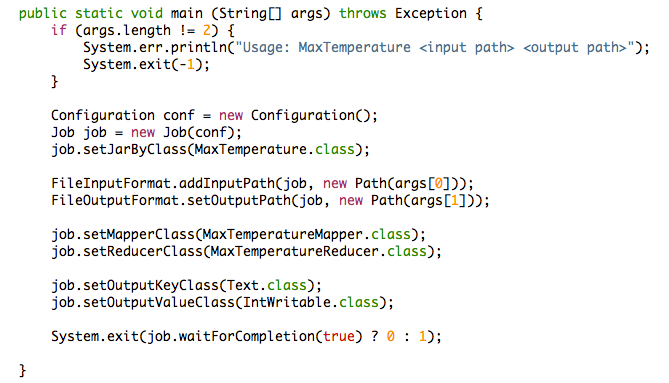 public static void main (String[] args) throws Exception {
    if (args.length != 2) {
        System.err.println("Usage: MaxTemperature <input path> <output path>");
        System.exit(-1);
    }

    Configuration conf = new Configuration();
    Job job = new Job(conf);
    job.setJarByClass(MaxTemperature.class);

    FileInputFormat.addInputPath(job, new Path(args[0]));
    FileOutputFormat.setOutputPath(job, new Path(args[1]));

    job.setMapperClass(MaxTemperatureMapper.class);
    job.setReducerClass(MaxTemperatureReducer.class);

    job.setOutputKeyClass(Text.class);
    job.setOutputValueClass(IntWritable.class);

    System.exit(job.waitForCompletion(true) ? 0 : 1);

}